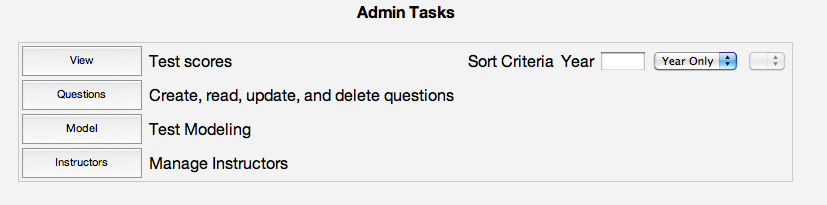 Admin Tasks
View Test scores Sort Criteria Year Year Only
Questions Create, read, update, and delete questions
Model Test Modeling
Instructors Manage Instructors